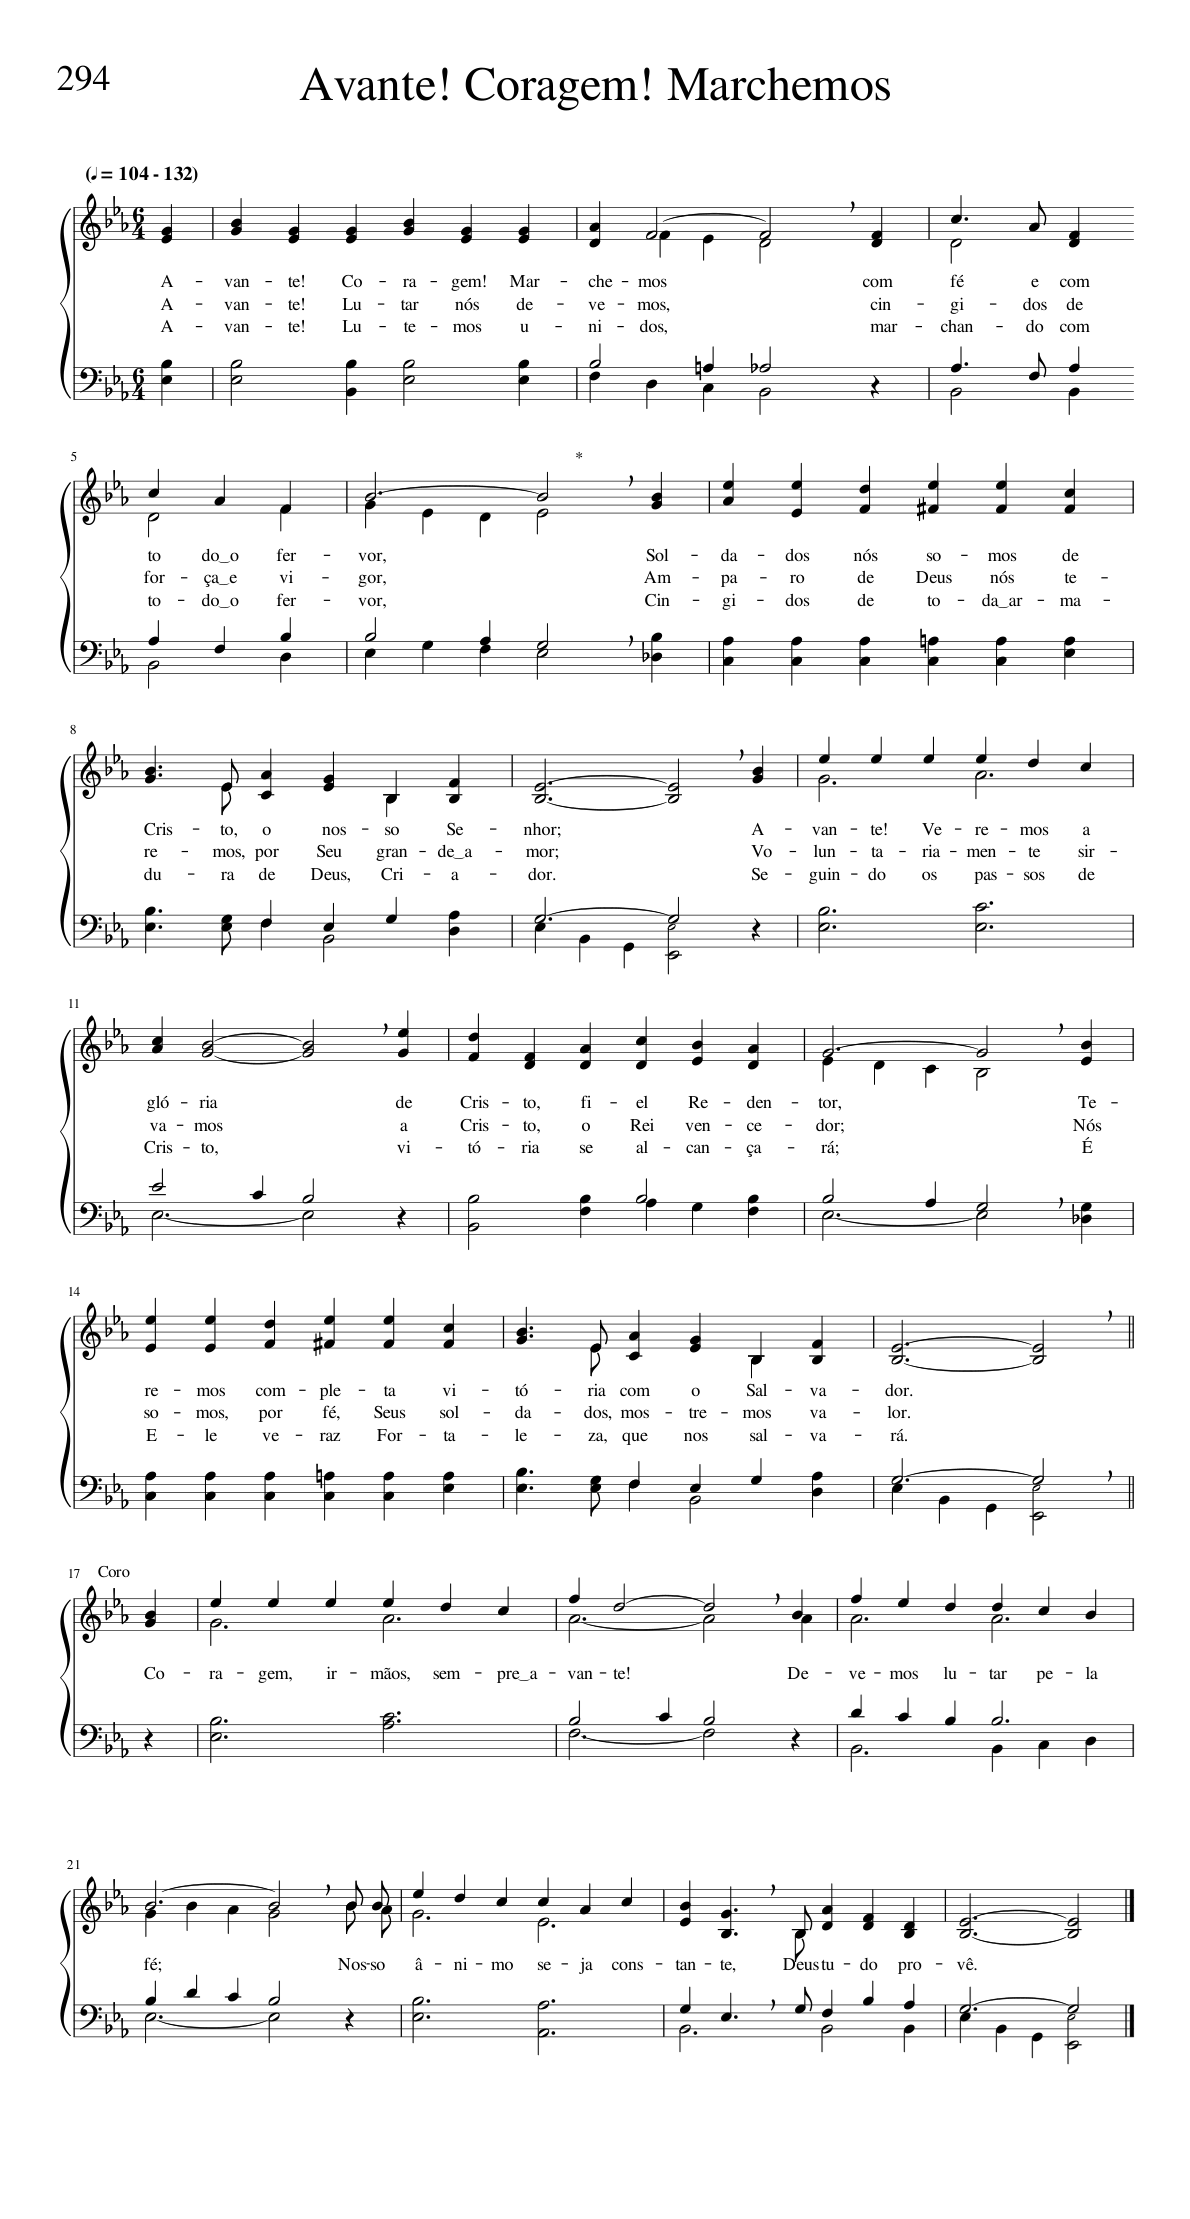 294
Avante! Coragem! Marchemos
(♩ = 104 - 132)
A - van - te! Co - ra - gem! Mar - che - mos com fé e com
A - van - te! Lu - tar nós de - ve - mos, cin - gi - dos de
A - van - te! Lu - te - mos u - ni - dos, mar - chan - do com
5
*
to do‿o fer - vor, Sol - da - dos nós so - mos de
for - ça‿e vi - gor, Am - pa - ro de Deus nós te -
to - do‿o fer - vor, Cin - gi - dos de to - da‿ar - ma -
8
Cris - to, o nos - so Se - nhor; A - van - te! Ve - re - mos a
re - mos, por Seu gran - de‿a - mor; Vo - lun - ta - ria - men - te sir -
du - ra de Deus, Cri - a - dor. Se - guin - do os pas - sos de
11
gló - ria de Cris - to, fi - el Re - den - tor, Te -
va - mos a Cris - to, o Rei ven - ce - dor; Nós
Cris - to, vi - tó - ria se al - can - ça - rá; É
14
re - mos com - ple - ta vi - tó - ria com o Sal - va - dor.
so - mos, por fé, Seus sol - da - dos, mos - tre - mos va - lor.
E - le ve - raz For - ta - le - za, que nos sal - va - rá.
17 Coro
Co - ra - gem, ir - mãos, sem - pre‿a - van - te! De - ve - mos lu - tar pe - la
21
fé; Nos - so â - ni - mo se - ja cons - tan - te, Deus tu - do pro - vê.